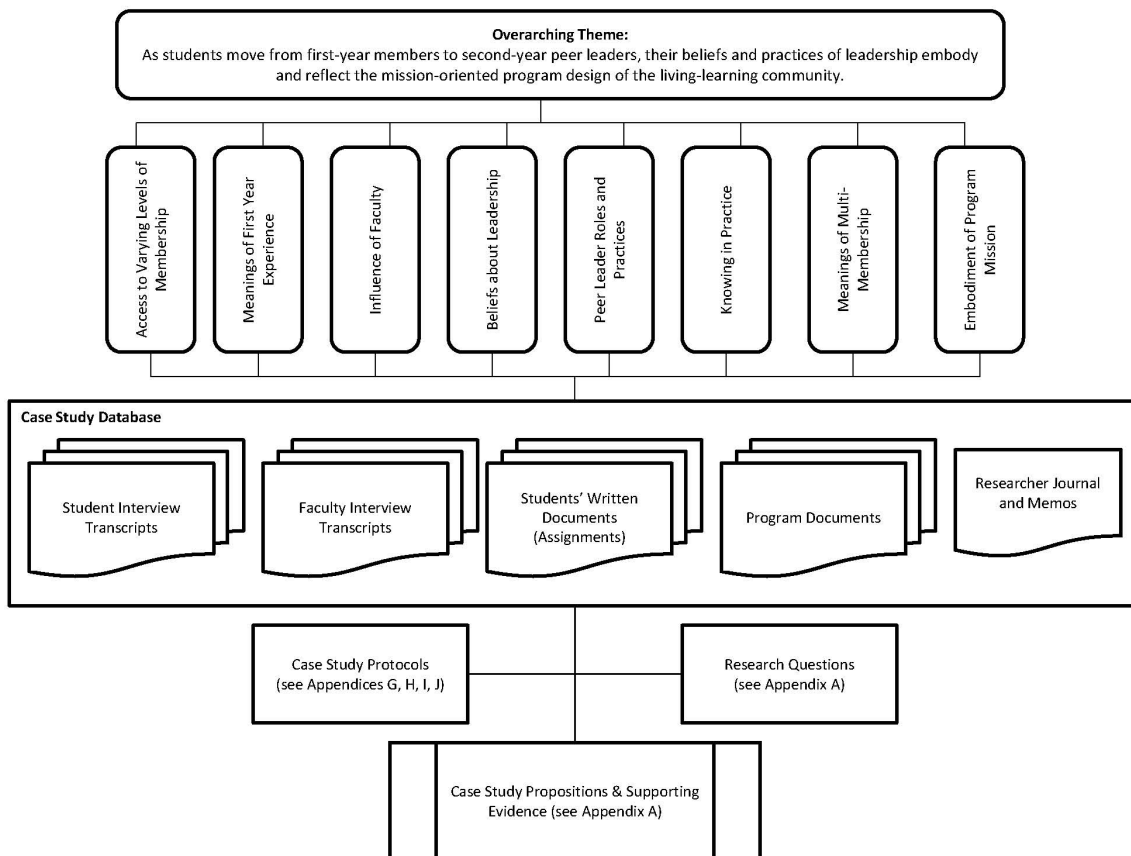 Overarching Theme:
As students move from first-year members to second-year peer leaders, their beliefs and practices of leadership embody
and reflect the mission-oriented program design of the living-learning community.
Access to Varying Levels of
Membership
Meanings of First Year
Experience
Influence of Faculty
Beliefs about Leadership
Peer Leader Roles and
Practices
Knowing in Practice
Meanings of Multi-
Membership
Embodiment of Program
Mission
Case Study Database
Student Interview
Transcripts
Faculty Interview
Transcripts
Students’ Written
Documents
(Assignments)
Program Documents
Researcher Journal
and Memos
Case Study Protocols
(see Appendices G, H, I, J)
Research Questions
(see Appendix A)
Case Study Propositions & Supporting
Evidence (see Appendix A)